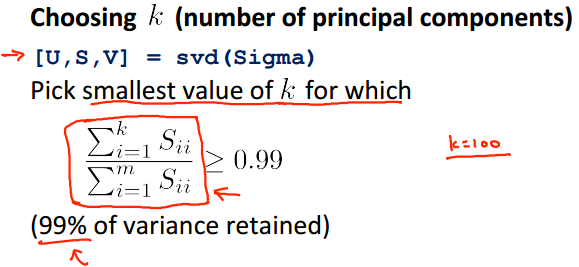 Choosing k (number of principal components)
→ [U,S,V] = svd(Sigma)
Pick smallest value of k for which
\frac{\sum_{i=1}^{k} S_{ii}}{\sum_{i=1}^{m} S_{ii}} ≥ 0.99
k=100
(99% of variance retained)